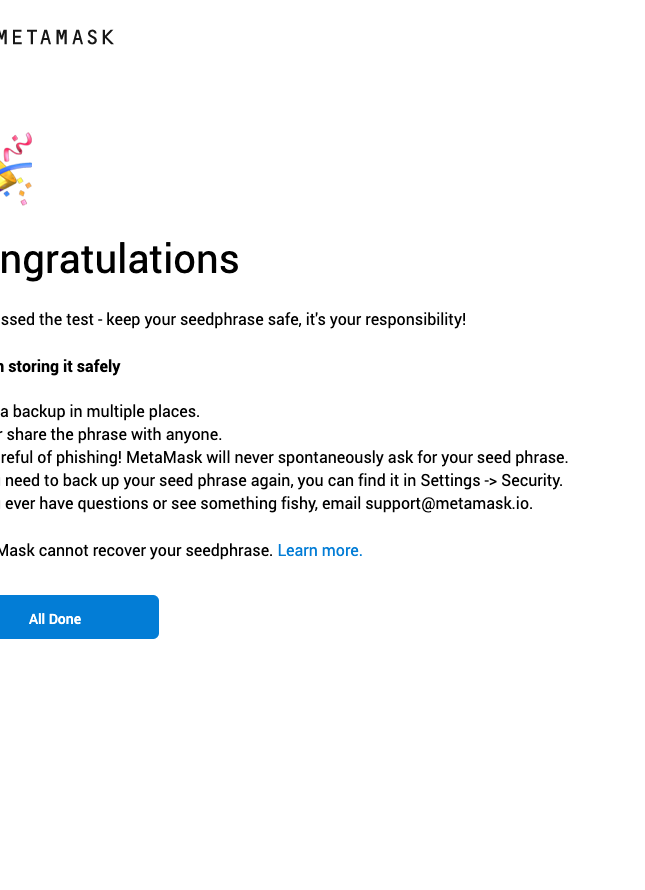 METAMASK
ngratulations
ssed the test - keep your seedphrase safe, it's your responsibility!
n storing it safely
a backup in multiple places.
r share the phrase with anyone.
reful of phishing! MetaMask will never spontaneously ask for your seed phrase.
need to back up your seed phrase again, you can find it in Settings -> Security.
ever have questions or see something fishy, email support@metamask.io.
Mask cannot recover your seedphrase. Learn more.
All Done